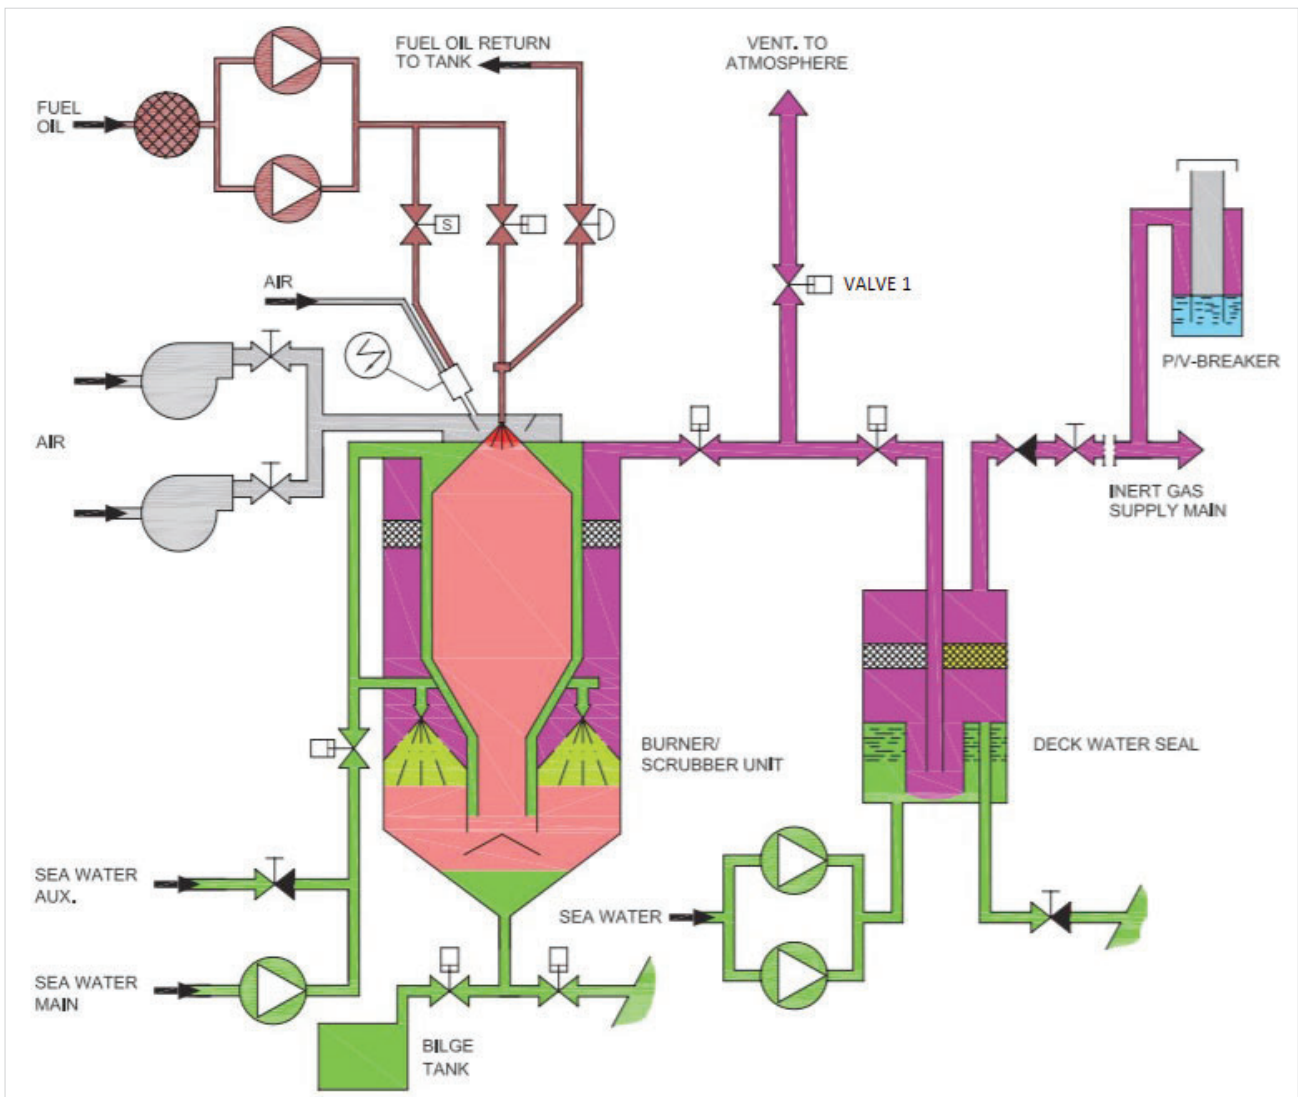 FUEL OIL RETURN
TO TANK
VENT. TO
ATMOSPHERE
FUEL
OIL
S
AIR
VALVE 1
P/V-BREAKER
AIR
INERT GAS
SUPPLY MAIN
BURNER/
SCRUBBER UNIT
DECK WATER SEAL
SEA WATER
AUX.
SEA WATER
SEA WATER
MAIN
BILGE
TANK